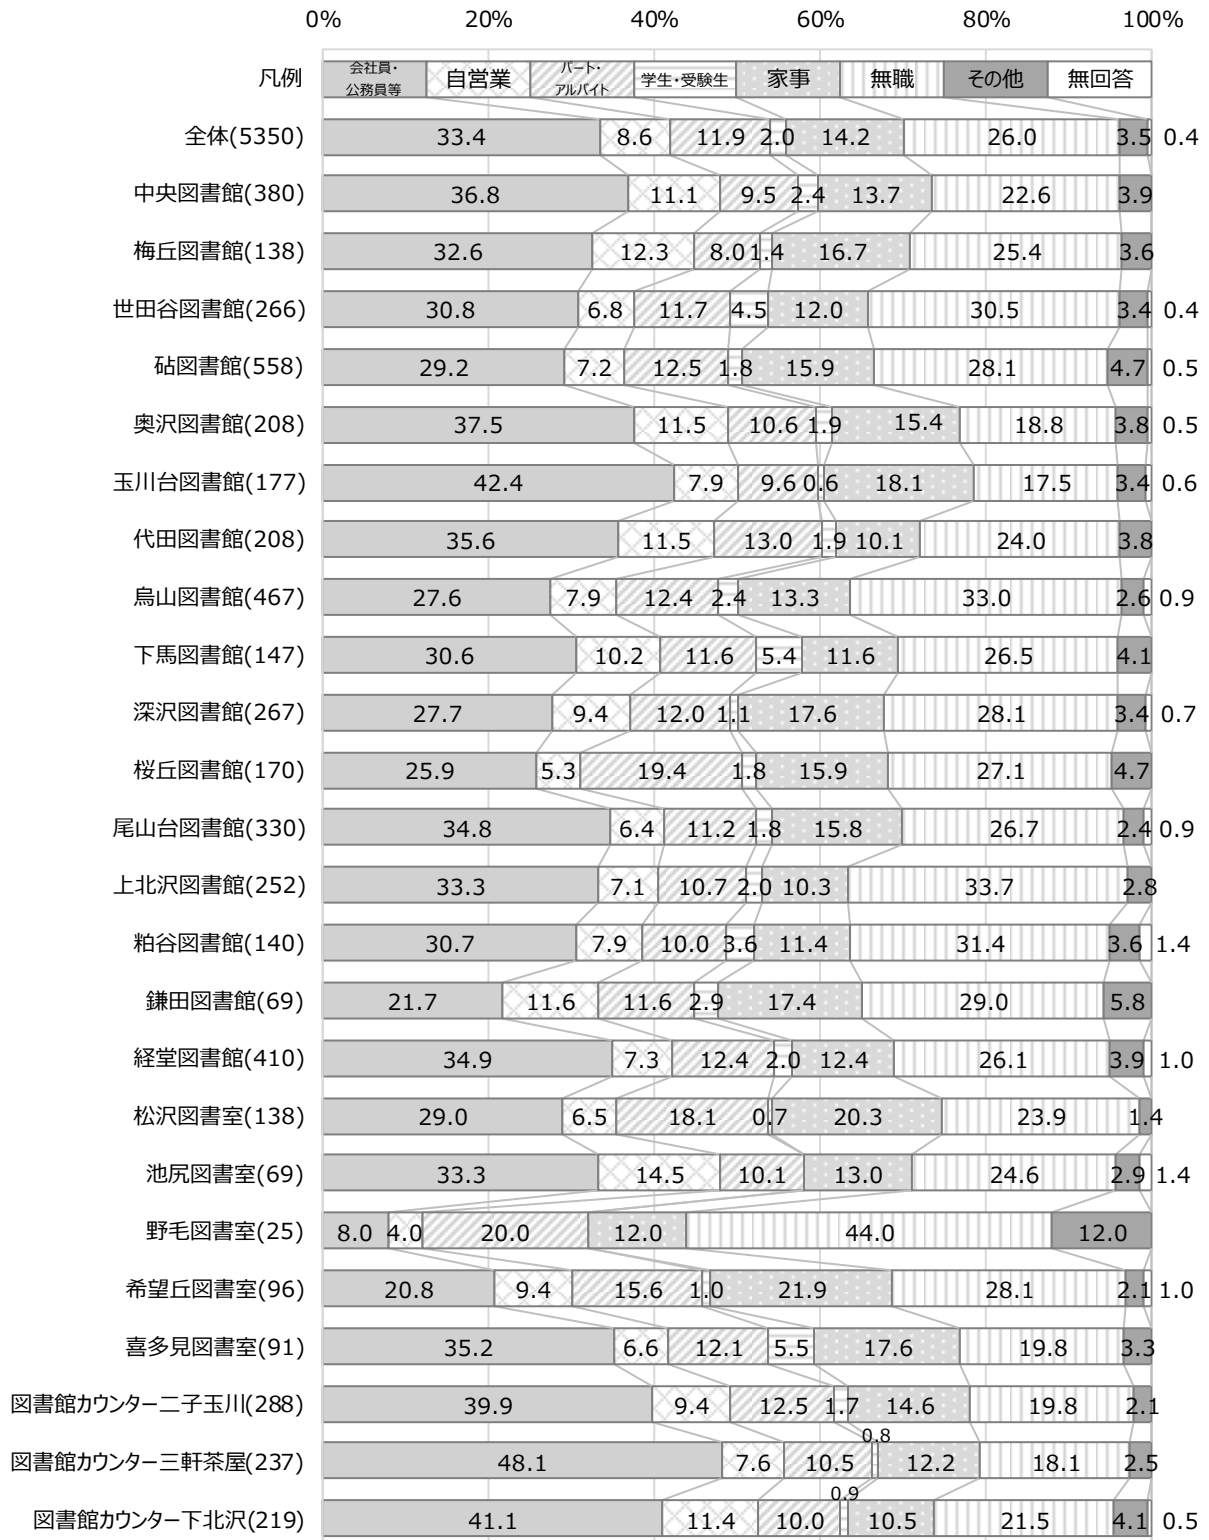 0% 20% 40% 60% 80% 100%
凡例 会社員・公務員等 自営業 パート・アルバイト 学生・受験生 家事 無職 その他 無回答
全体(5350) 33.4 8.6 11.9 2.0 14.2 26.0 3.5 0.4
中央図書館(380) 36.8 11.1 9.5 2.4 13.7 22.6 3.9
梅丘図書館(138) 32.6 12.3 8.0 1.4 16.7 25.4 3.6
世田谷図書館(266) 30.8 6.8 11.7 4.5 12.0 30.5 3.4 0.4
砧図書館(558) 29.2 7.2 12.5 1.8 15.9 28.1 4.7 0.5
奥沢図書館(208) 37.5 11.5 10.6 1.9 15.4 18.8 3.8 0.5
玉川台図書館(177) 42.4 7.9 9.6 0.6 18.1 17.5 3.4 0.6
代田図書館(208) 35.6 11.5 13.0 1.9 10.1 24.0 3.8
烏山図書館(467) 27.6 7.9 12.4 2.4 13.3 33.0 2.6 0.9
下馬図書館(147) 30.6 10.2 11.6 5.4 11.6 26.5 4.1
深沢図書館(267) 27.7 9.4 12.0 1.1 17.6 28.1 3.4 0.7
桜丘図書館(170) 25.9 5.3 19.4 1.8 15.9 27.1 4.7
尾山台図書館(330) 34.8 6.4 11.2 1.8 15.8 26.7 2.4 0.9
上北沢図書館(252) 33.3 7.1 10.7 2.0 10.3 33.7 2.8
粕谷図書館(140) 30.7 7.9 10.0 3.6 11.4 31.4 3.6 1.4
鎌田図書館(69) 21.7 11.6 11.6 2.9 17.4 29.0 5.8
経堂図書館(410) 34.9 7.3 12.4 2.0 12.4 26.1 3.9 1.0
松沢図書室(138) 29.0 6.5 18.1 0.7 20.3 23.9 1.4
池尻図書室(69) 33.3 14.5 10.1 13.0 24.6 2.9 1.4
野毛図書室(25) 8.0 4.0 20.0 12.0 44.0 12.0
希望丘図書室(96) 20.8 9.4 15.6 1.0 21.9 28.1 2.1 1.0
喜多見図書室(91) 35.2 6.6 12.1 5.5 17.6 19.8 3.3
図書館カウンター二子玉川(288) 39.9 9.4 12.5 1.7 14.6 19.8 2.1
図書館カウンター三軒茶屋(237) 48.1 7.6 10.5 0.8 12.2 18.1 2.5
図書館カウンター下北沢(219) 41.1 11.4 10.0 0.9 10.5 21.5 4.1 0.5